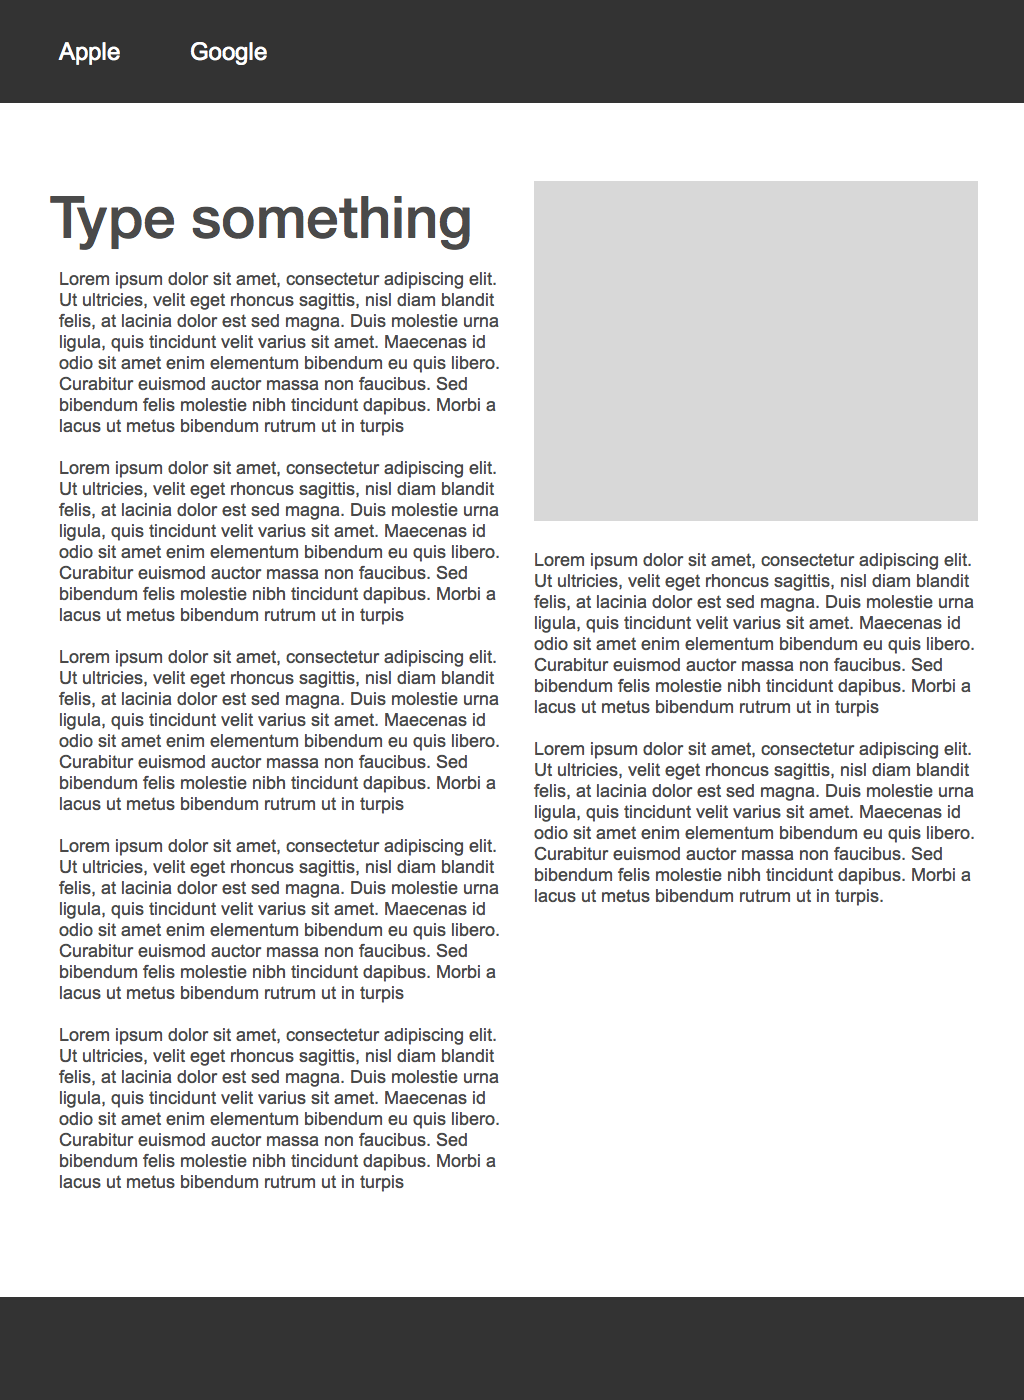 Apple
Google
Type something
Lorem ipsum dolor sit amet, consectetur adipiscing elit.
Ut ultricies, velit eget rhoncus sagittis, nisl diam blandit
felis, at lacinia dolor est sed magna. Duis molestie urna
ligula, quis tincidunt velit varius sit amet. Maecenas id
odio sit amet enim elementum bibendum eu quis libero.
Curabitur euismod auctor massa non faucibus. Sed
bibendum felis molestie nibh tincidunt dapibus. Morbi a
lacus ut metus bibendum rutrum ut in turpis
Lorem ipsum dolor sit amet, consectetur adipiscing elit.
Ut ultricies, velit eget rhoncus sagittis, nisl diam blandit
felis, at lacinia dolor est sed magna. Duis molestie urna
ligula, quis tincidunt velit varius sit amet. Maecenas id
odio sit amet enim elementum bibendum eu quis libero.
Curabitur euismod auctor massa non faucibus. Sed
bibendum felis molestie nibh tincidunt dapibus. Morbi a
lacus ut metus bibendum rutrum ut in turpis
Lorem ipsum dolor sit amet, consectetur adipiscing elit.
Ut ultricies, velit eget rhoncus sagittis, nisl diam blandit
felis, at lacinia dolor est sed magna. Duis molestie urna
ligula, quis tincidunt velit varius sit amet. Maecenas id
odio sit amet enim elementum bibendum eu quis libero.
Curabitur euismod auctor massa non faucibus. Sed
bibendum felis molestie nibh tincidunt dapibus. Morbi a
lacus ut metus bibendum rutrum ut in turpis
Lorem ipsum dolor sit amet, consectetur adipiscing elit.
Ut ultricies, velit eget rhoncus sagittis, nisl diam blandit
felis, at lacinia dolor est sed magna. Duis molestie urna
ligula, quis tincidunt velit varius sit amet. Maecenas id
odio sit amet enim elementum bibendum eu quis libero.
Curabitur euismod auctor massa non faucibus. Sed
bibendum felis molestie nibh tincidunt dapibus. Morbi a
lacus ut metus bibendum rutrum ut in turpis
Lorem ipsum dolor sit amet, consectetur adipiscing elit.
Ut ultricies, velit eget rhoncus sagittis, nisl diam blandit
felis, at lacinia dolor est sed magna. Duis molestie urna
ligula, quis tincidunt velit varius sit amet. Maecenas id
odio sit amet enim elementum bibendum eu quis libero.
Curabitur euismod auctor massa non faucibus. Sed
bibendum felis molestie nibh tincidunt dapibus. Morbi a
lacus ut metus bibendum rutrum ut in turpis
Lorem ipsum dolor sit amet, consectetur adipiscing elit.
Ut ultricies, velit eget rhoncus sagittis, nisl diam blandit
felis, at lacinia dolor est sed magna. Duis molestie urna
ligula, quis tincidunt velit varius sit amet. Maecenas id
odio sit amet enim elementum bibendum eu quis libero.
Curabitur euismod auctor massa non faucibus. Sed
bibendum felis molestie nibh tincidunt dapibus. Morbi a
lacus ut metus bibendum rutrum ut in turpis
Lorem ipsum dolor sit amet, consectetur adipiscing elit.
Ut ultricies, velit eget rhoncus sagittis, nisl diam blandit
felis, at lacinia dolor est sed magna. Duis molestie urna
ligula, quis tincidunt velit varius sit amet. Maecenas id
odio sit amet enim elementum bibendum eu quis libero.
Curabitur euismod auctor massa non faucibus. Sed
bibendum felis molestie nibh tincidunt dapibus. Morbi a
lacus ut metus bibendum rutrum ut in turpis.